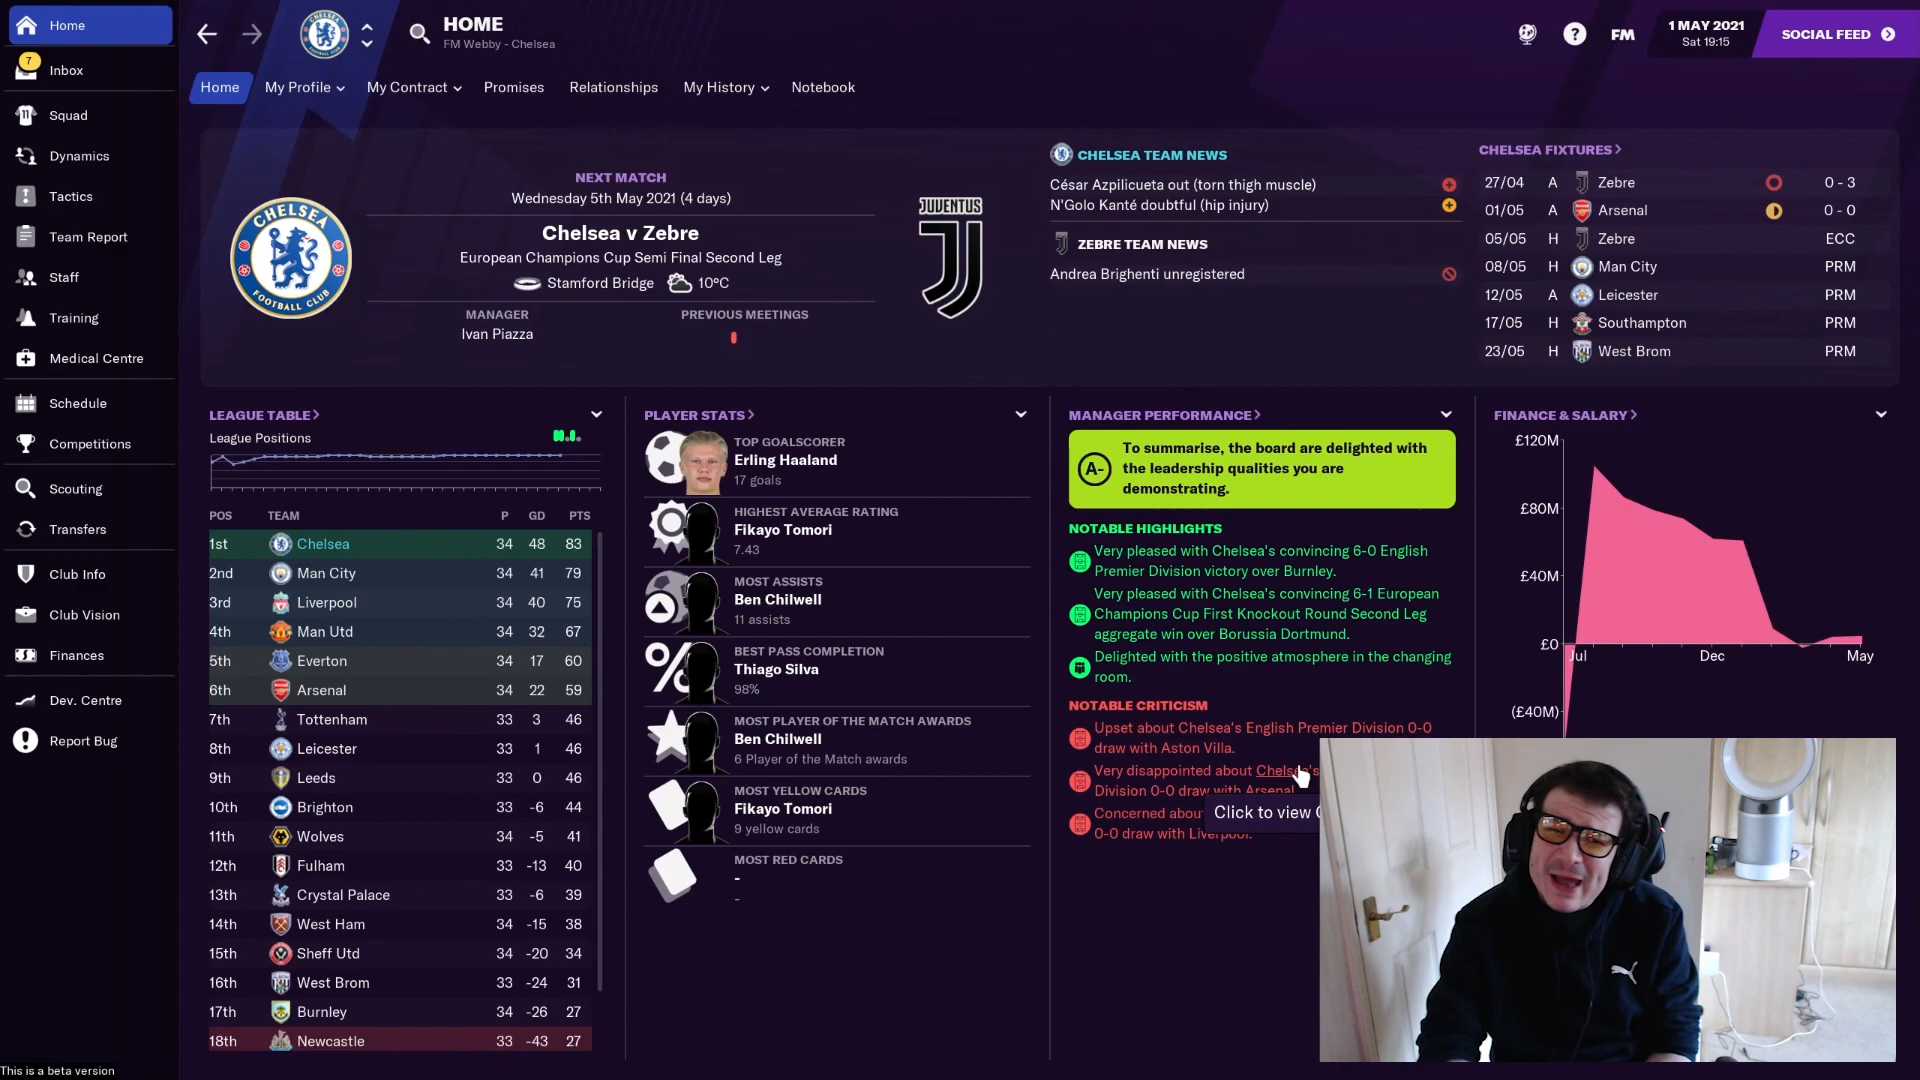 Home
7
Inbox
Squad
Dynamics
Tactics
Team Report
Staff
Training
Medical Centre
Schedule
Competitions
Scouting
Transfers
Club Info
Club Vision
Finances
Dev. Centre
Report Bug
This is a beta version
HOME
FM Webby - Chelsea
FM
1 MAY 2021
Sat 19:15
SOCIAL FEED
Home My Profile My Contract Promises Relationships My History Notebook
CHELSEA
FOOTBALL CLUB
NEXT MATCH
Wednesday 5th May 2021 (4 days)
Chelsea v Zebre
European Champions Cup Semi Final Second Leg
Stamford Bridge 10°C
MANAGER
Ivan Piazza
PREVIOUS MEETINGS
JUVENTUS
CHELSEA TEAM NEWS
César Azpilicueta out (torn thigh muscle)
N'Golo Kanté doubtful (hip injury)
ZEBRE TEAM NEWS
Andrea Brighenti unregistered
CHELSEA FIXTURES
27/04 A Zebre 0 - 3
01/05 A Arsenal 0 - 0
05/05 H Zebre ECC
08/05 H Man City PRM
12/05 A Leicester PRM
17/05 H Southampton PRM
23/05 H West Brom PRM
LEAGUE TABLE
League Positions
POS TEAM P GD PTS
1st Chelsea 34 48 83
2nd Man City 34 41 79
3rd Liverpool 34 40 75
4th Man Utd 34 32 67
5th Everton 34 17 60
6th Arsenal 34 22 59
7th Tottenham 33 3 46
8th Leicester 33 1 46
9th Leeds 33 0 46
10th Brighton 33 -6 44
11th Wolves 34 -5 41
12th Fulham 33 -13 40
13th Crystal Palace 33 -6 39
14th West Ham 34 -15 38
15th Sheff Utd 34 -20 34
16th West Brom 33 -24 31
17th Burnley 34 -26 27
18th Newcastle 33 -43 27
PLAYER STATS
TOP GOALSCORER
Erling Haaland
17 goals
HIGHEST AVERAGE RATING
Fikayo Tomori
7.43
MOST ASSISTS
Ben Chilwell
11 assists
BEST PASS COMPLETION
Thiago Silva
98%
MOST PLAYER OF THE MATCH AWARDS
Ben Chilwell
6 Player of the Match awards
MOST YELLOW CARDS
Fikayo Tomori
9 yellow cards
MOST RED CARDS
-
-
MANAGER PERFORMANCE
A-
To summarise, the board are delighted with
the leadership qualities you are
demonstrating.
NOTABLE HIGHLIGHTS
Very pleased with Chelsea's convincing 6-0 English
Premier Division victory over Burnley.
Very pleased with Chelsea's convincing 6-1 European
Champions Cup First Knockout Round Second Leg
aggregate win over Borussia Dortmund.
Delighted with the positive atmosphere in the changing
room.
NOTABLE CRITICISM
Upset about Chelsea's English Premier Division 0-0
draw with Aston Villa.
Very disappointed about Chelsea's
Division 0-0 draw with Arsenal.
Concerned about
0-0 draw with Liverpool.
Click to view
FINANCE & SALARY
£120M
£80M
£40M
£0
(£40M)
Jul Dec May